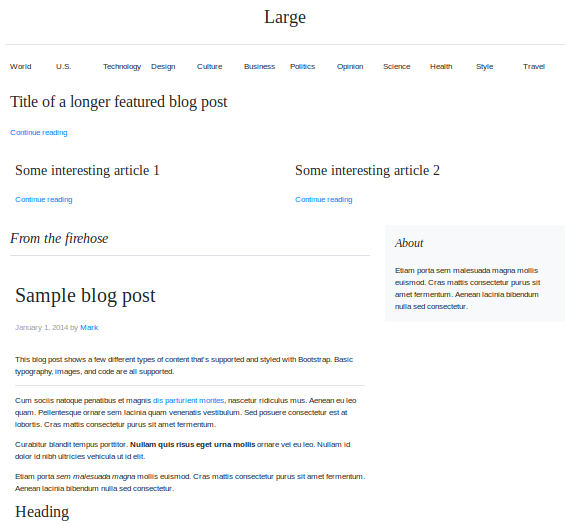 Large
World U.S. Technology Design Culture Business Politics Opinion Science Health Style Travel
Title of a longer featured blog post
Continue reading
Some interesting article 1
Continue reading
Some interesting article 2
Continue reading
From the firehose
Sample blog post
January 1, 2014 by Mark
This blog post shows a few different types of content that's supported and styled with Bootstrap. Basic
typography, images, and code are all supported.
Cum sociis natoque penatibus et magnis dis parturient montes, nascetur ridiculus mus. Aenean eu leo
quam. Pellentesque ornare sem lacinia quam venenatis vestibulum. Sed posuere consectetur est at
lobortis. Cras mattis consectetur purus sit amet fermentum.
Curabitur blandit tempus porttitor. Nullam quis risus eget urna mollis ornare vel eu leo. Nullam id
dolor id nibh ultricies vehicula ut id elit.
Etiam porta sem malesuada magna mollis euismod. Cras mattis consectetur purus sit amet fermentum.
Aenean lacinia bibendum nulla sed consectetur.
Heading
About
Etiam porta sem malesuada magna mollis
euismod. Cras mattis consectetur purus sit
amet fermentum. Aenean lacinia bibendum
nulla sed consectetur.